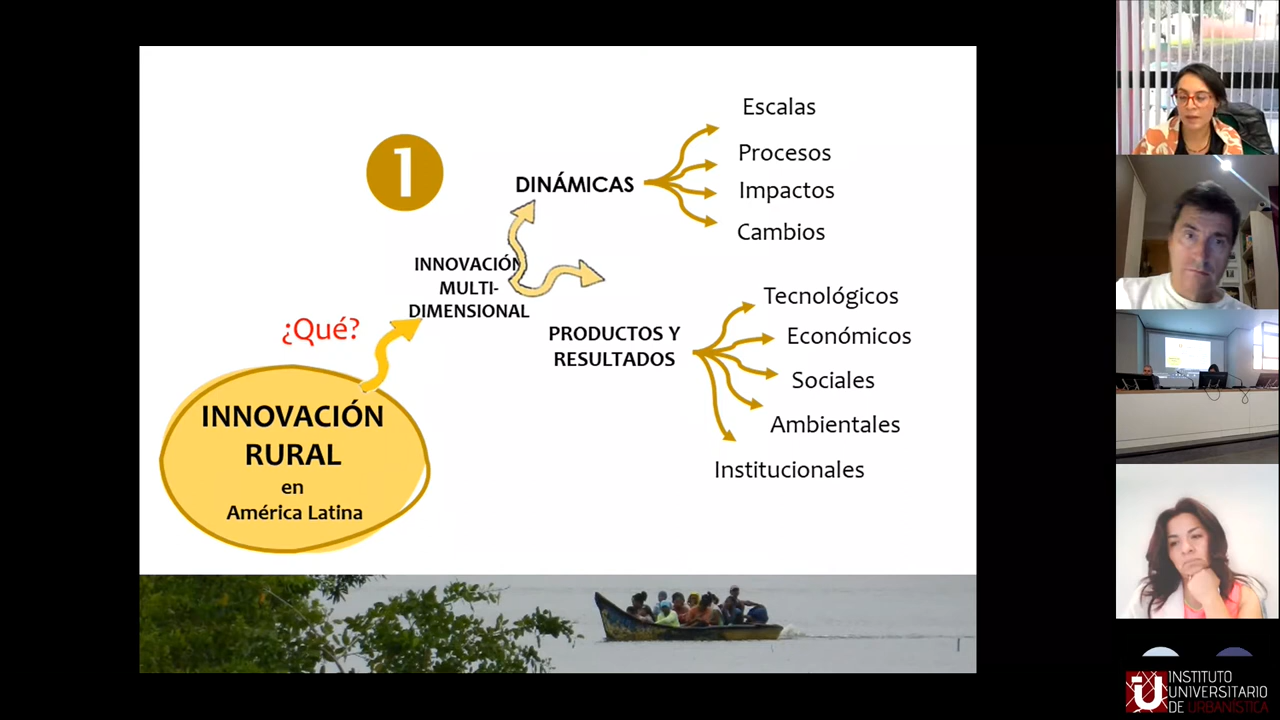 1
DINÁMICAS
Escalas
Procesos
Impactos
Cambios
INNOVACIÓN
MULTI-
DIMENSIONAL
¿Qué?
PRODUCTOS Y
RESULTADOS
Tecnológicos
Económicos
Sociales
Ambientales
Institucionales
INNOVACIÓN
RURAL
en
América Latina
IU
INSTITUTO
UNIVERSITARIO
DE URBANÍSTICA